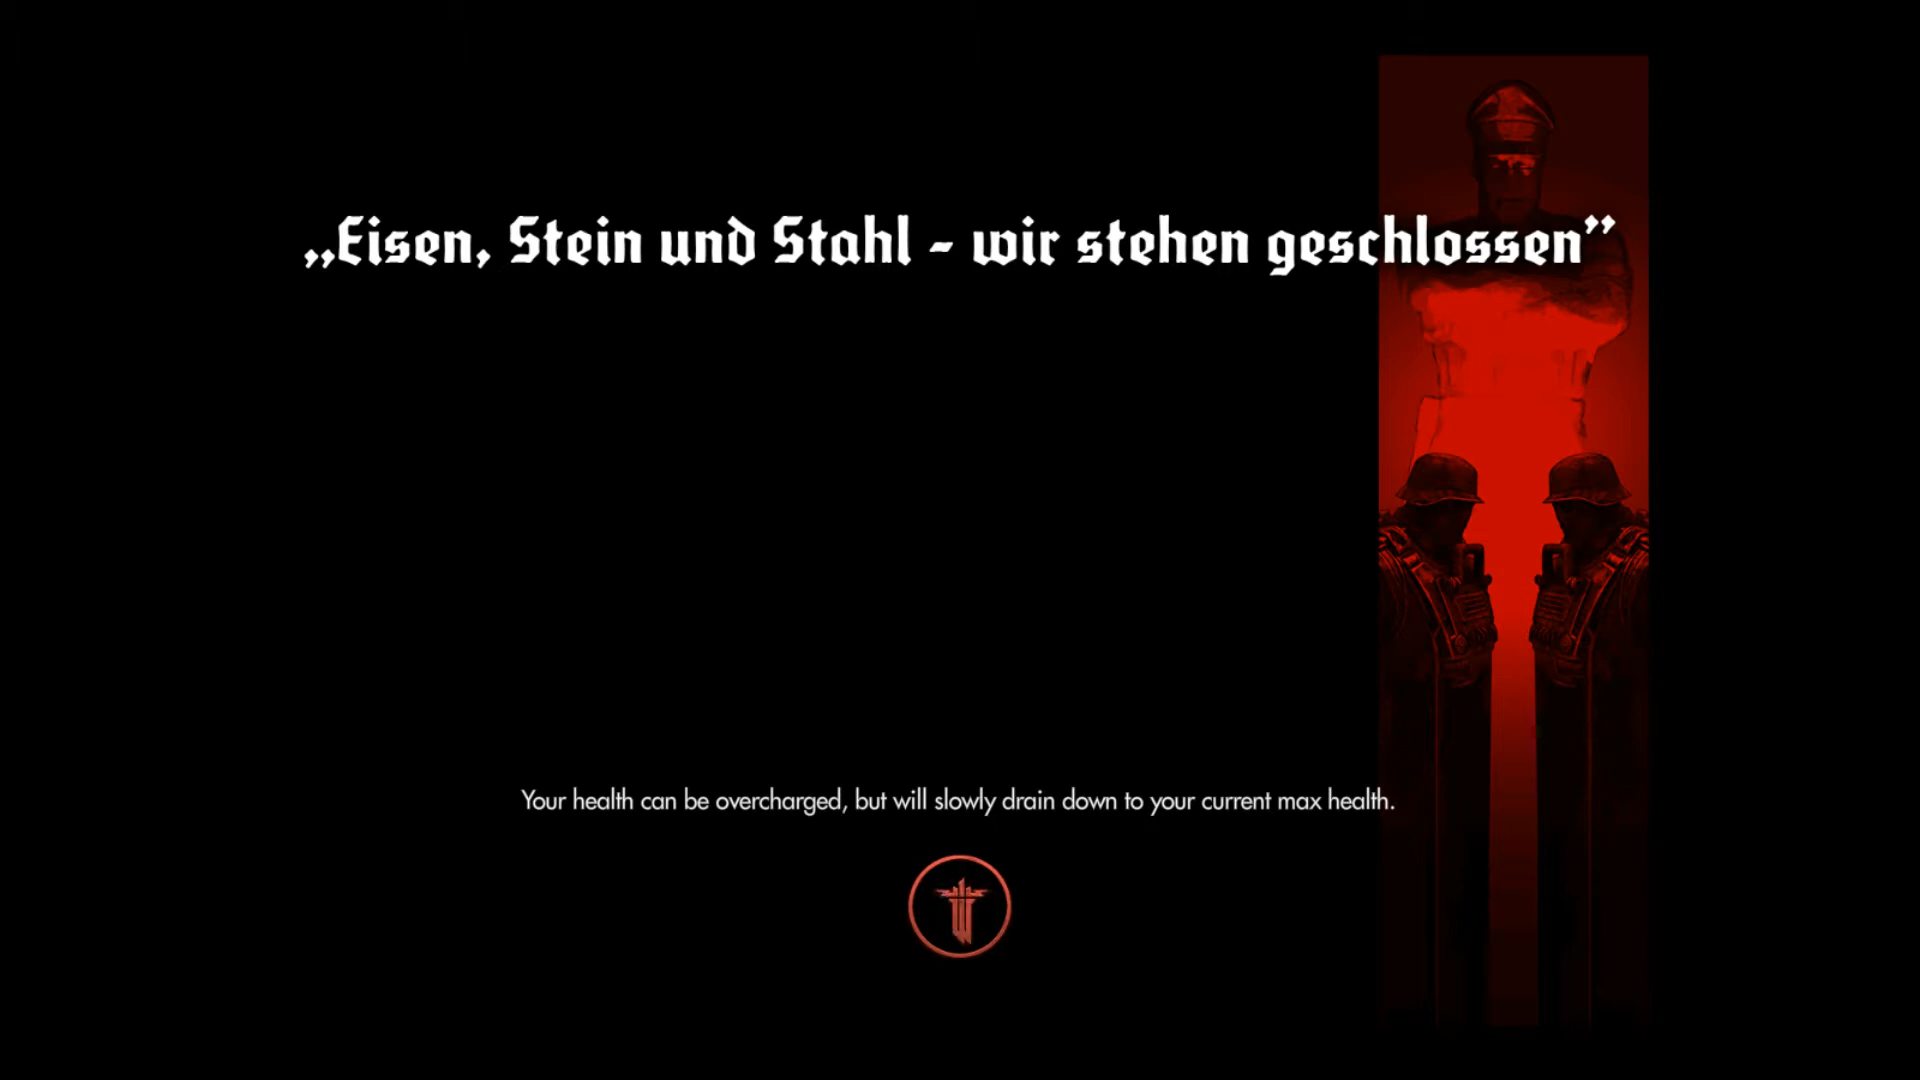 „Eisen, Stein und Stahl - wir stehen geschlossen”
Your health can be overcharged, but will slowly drain down to your current max health.